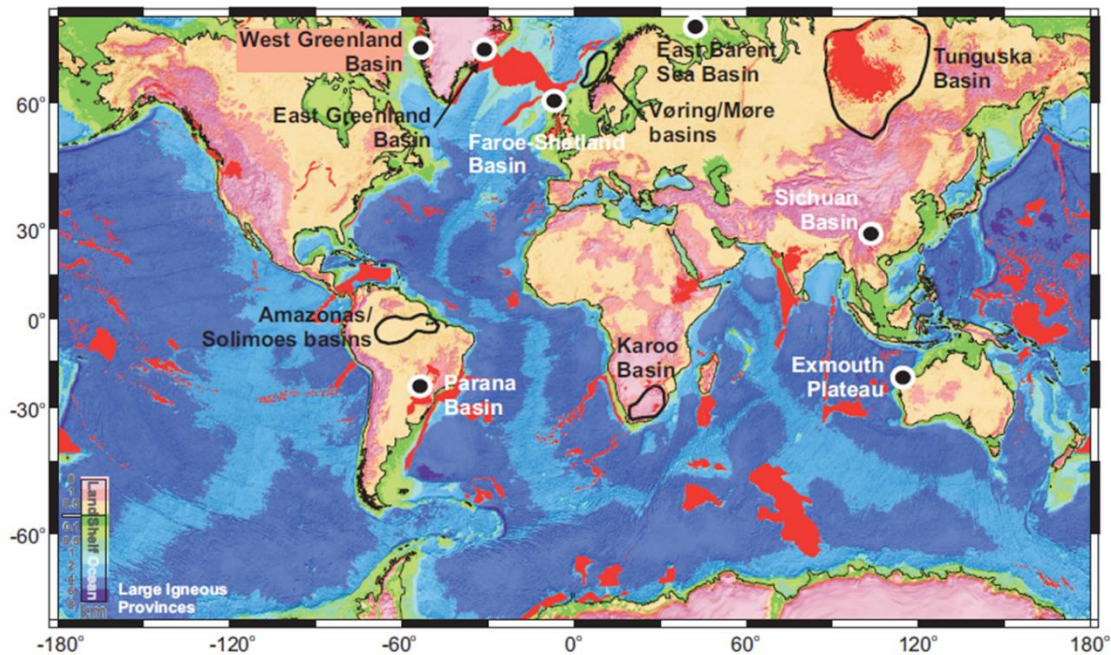 West Greenland
Basin
East Barent
Sea Basin
Tunguska
Basin
60°
East Greenland
Basin
Vøring/Møre
basins
Faroe-Shetland
Basin
Sichuan
Basin
30°
Amazonas/
Solimoes basins
0°
Karoo
Basin
Exmouth
Plateau
Parana
Basin
-30°
Land Shelf Ocean
-60°
Large Igneous
Provinces
km
-180
-120
-60
0°
60°
120°
180°